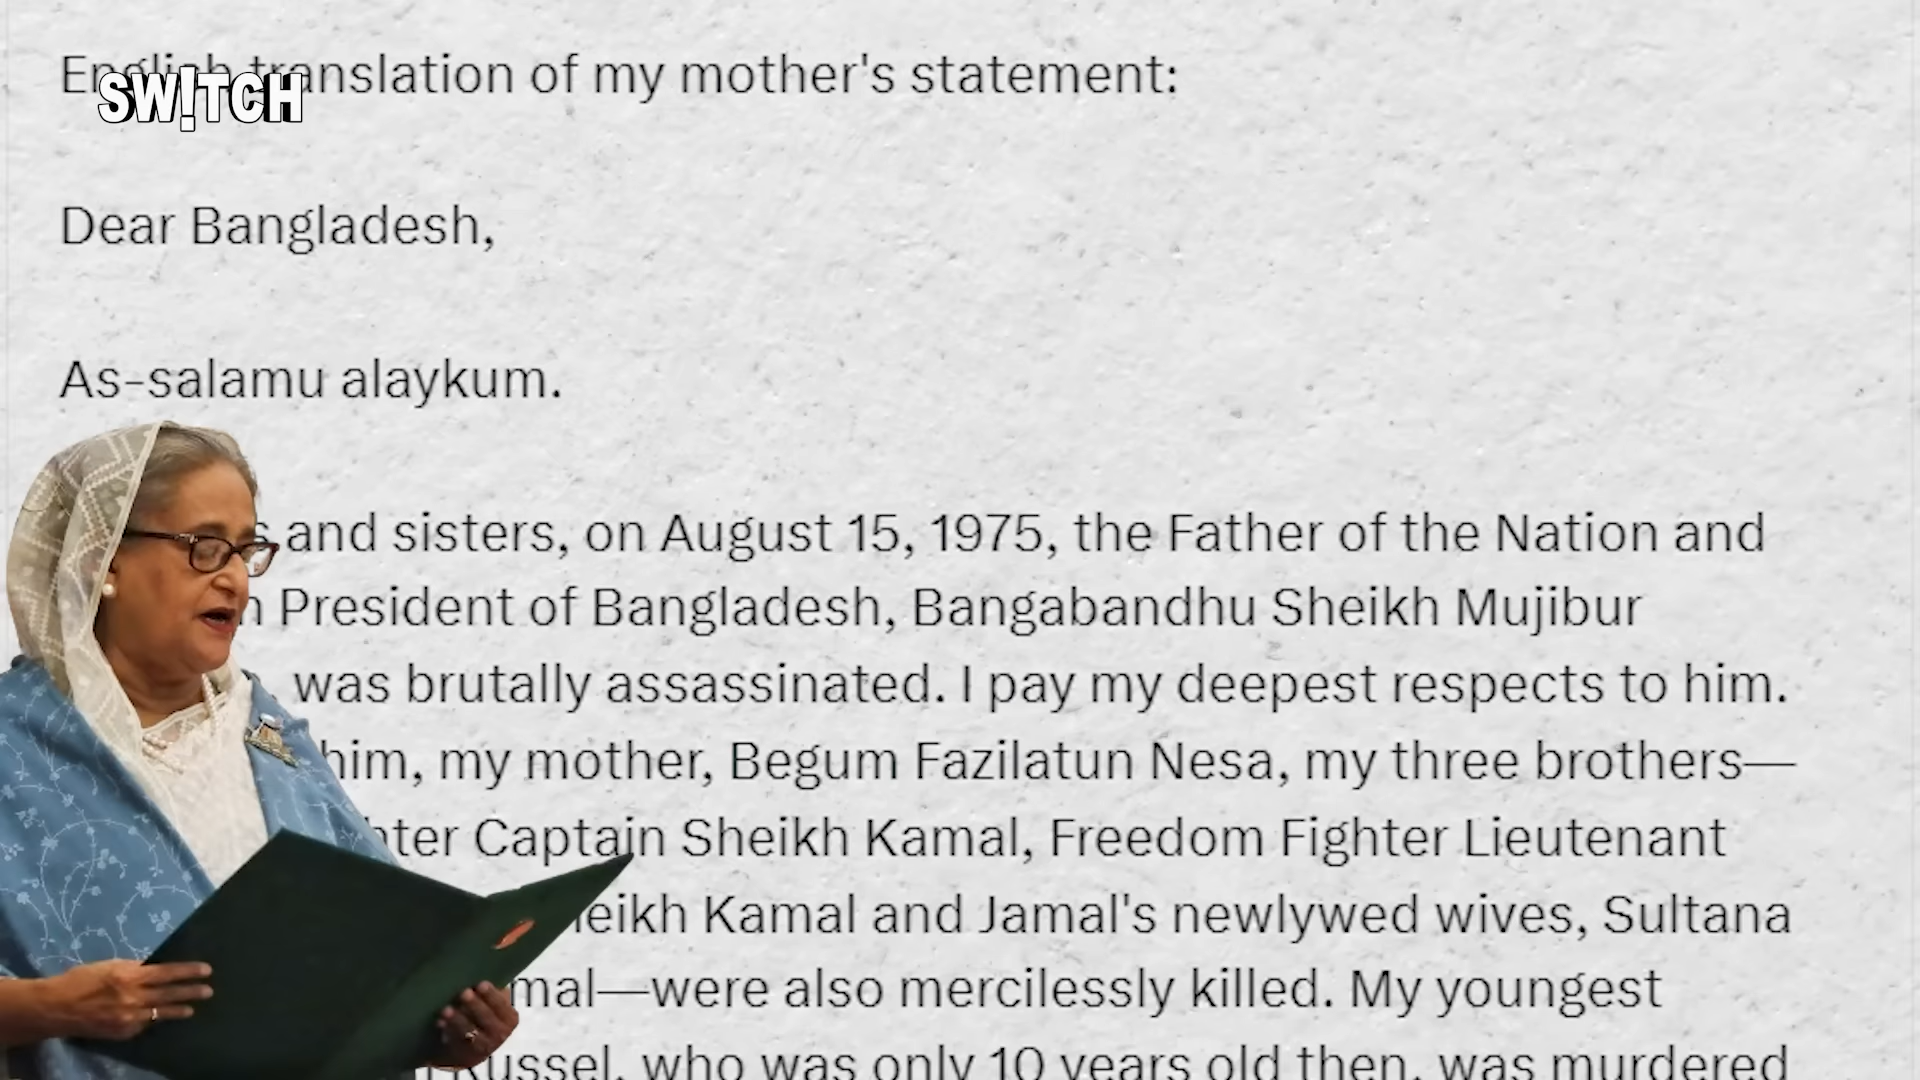 English translation of my mother's statement:
SW!TCH
Dear Bangladesh,
As-salamu alaykum.
and sisters, on August 15, 1975, the Father of the Nation and
President of Bangladesh, Bangabandhu Sheikh Mujibur
was brutally assassinated. I pay my deepest respects to him.
him, my mother, Begum Fazilatun Nesa, my three brothers—
Captain Sheikh Kamal, Freedom Fighter Lieutenant
Kamal and Jamal's newlywed wives, Sultana
were also mercilessly killed. My youngest
Russel, who was only 10 years old then, was murdered